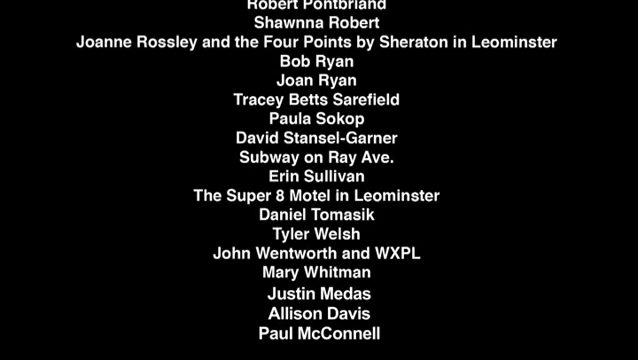 Robert Pontbriand
Shawnna Robert
Joanne Rossley and the Four Points by Sheraton in Leominster
Bob Ryan
Joan Ryan
Tracey Betts Sarefield
Paula Sokop
David Stansel-Garner
Subway on Ray Ave.
Erin Sullivan
The Super 8 Motel in Leominster
Daniel Tomasik
Tyler Welsh
John Wentworth and WXPL
Mary Whitman
Justin Medas
Allison Davis
Paul McConnell